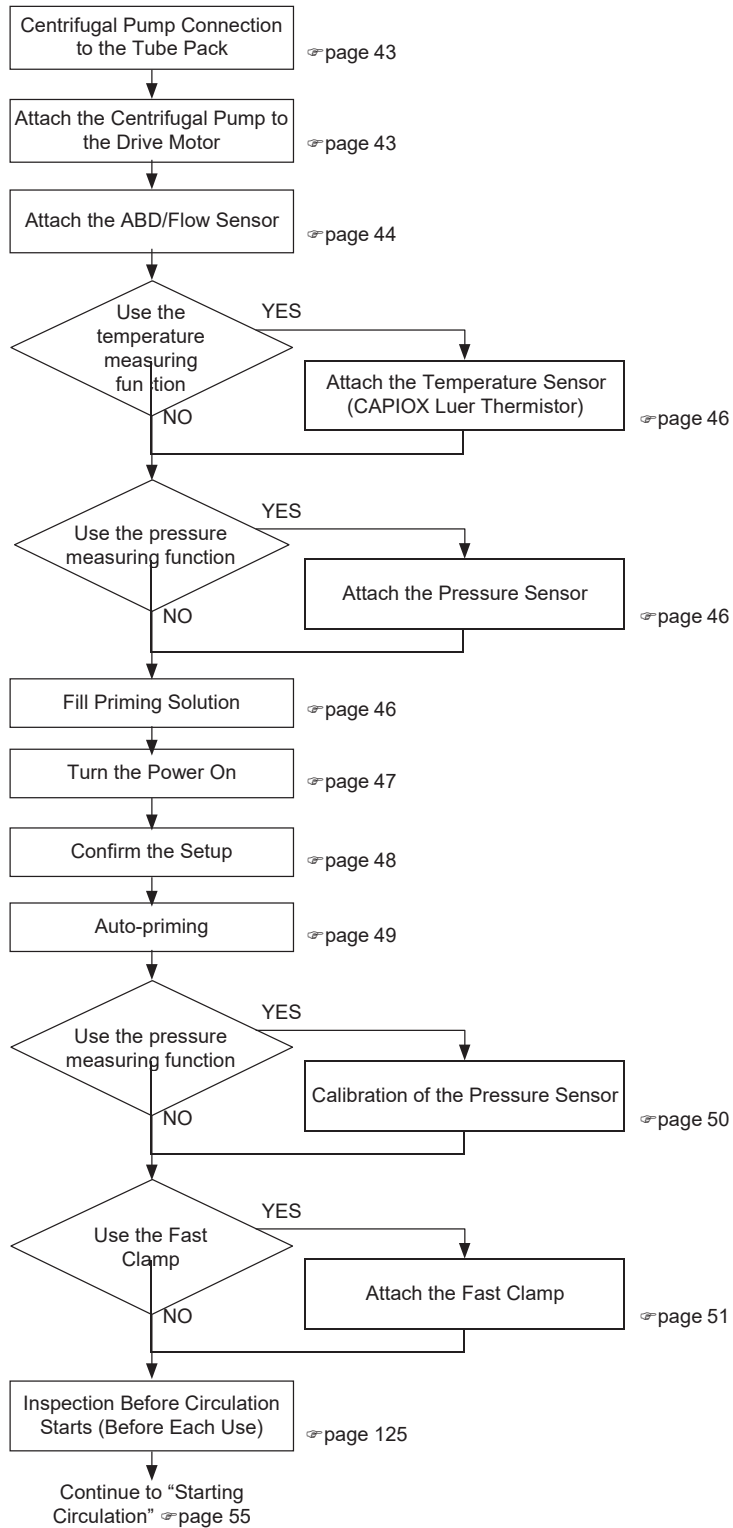 Centrifugal Pump Connection
to the Tube Pack
☞page 43
Attach the Centrifugal Pump to
the Drive Motor
☞page 43
Attach the ABD/Flow Sensor
☞page 44
Use the
temperature
measuring
function
YES
Attach the Temperature Sensor
(CAPIOX Luer Thermistor)
☞page 46
NO
Use the pressure
measuring function
YES
Attach the Pressure Sensor
☞page 46
NO
Fill Priming Solution
☞page 46
Turn the Power On
☞page 47
Confirm the Setup
☞page 48
Auto-priming
☞page 49
Use the pressure
measuring function
YES
Calibration of the Pressure Sensor
☞page 50
NO
Use the Fast
Clamp
YES
Attach the Fast Clamp
☞page 51
NO
Inspection Before Circulation
Starts (Before Each Use)
☞page 125
Continue to “Starting
Circulation” ☞page 55